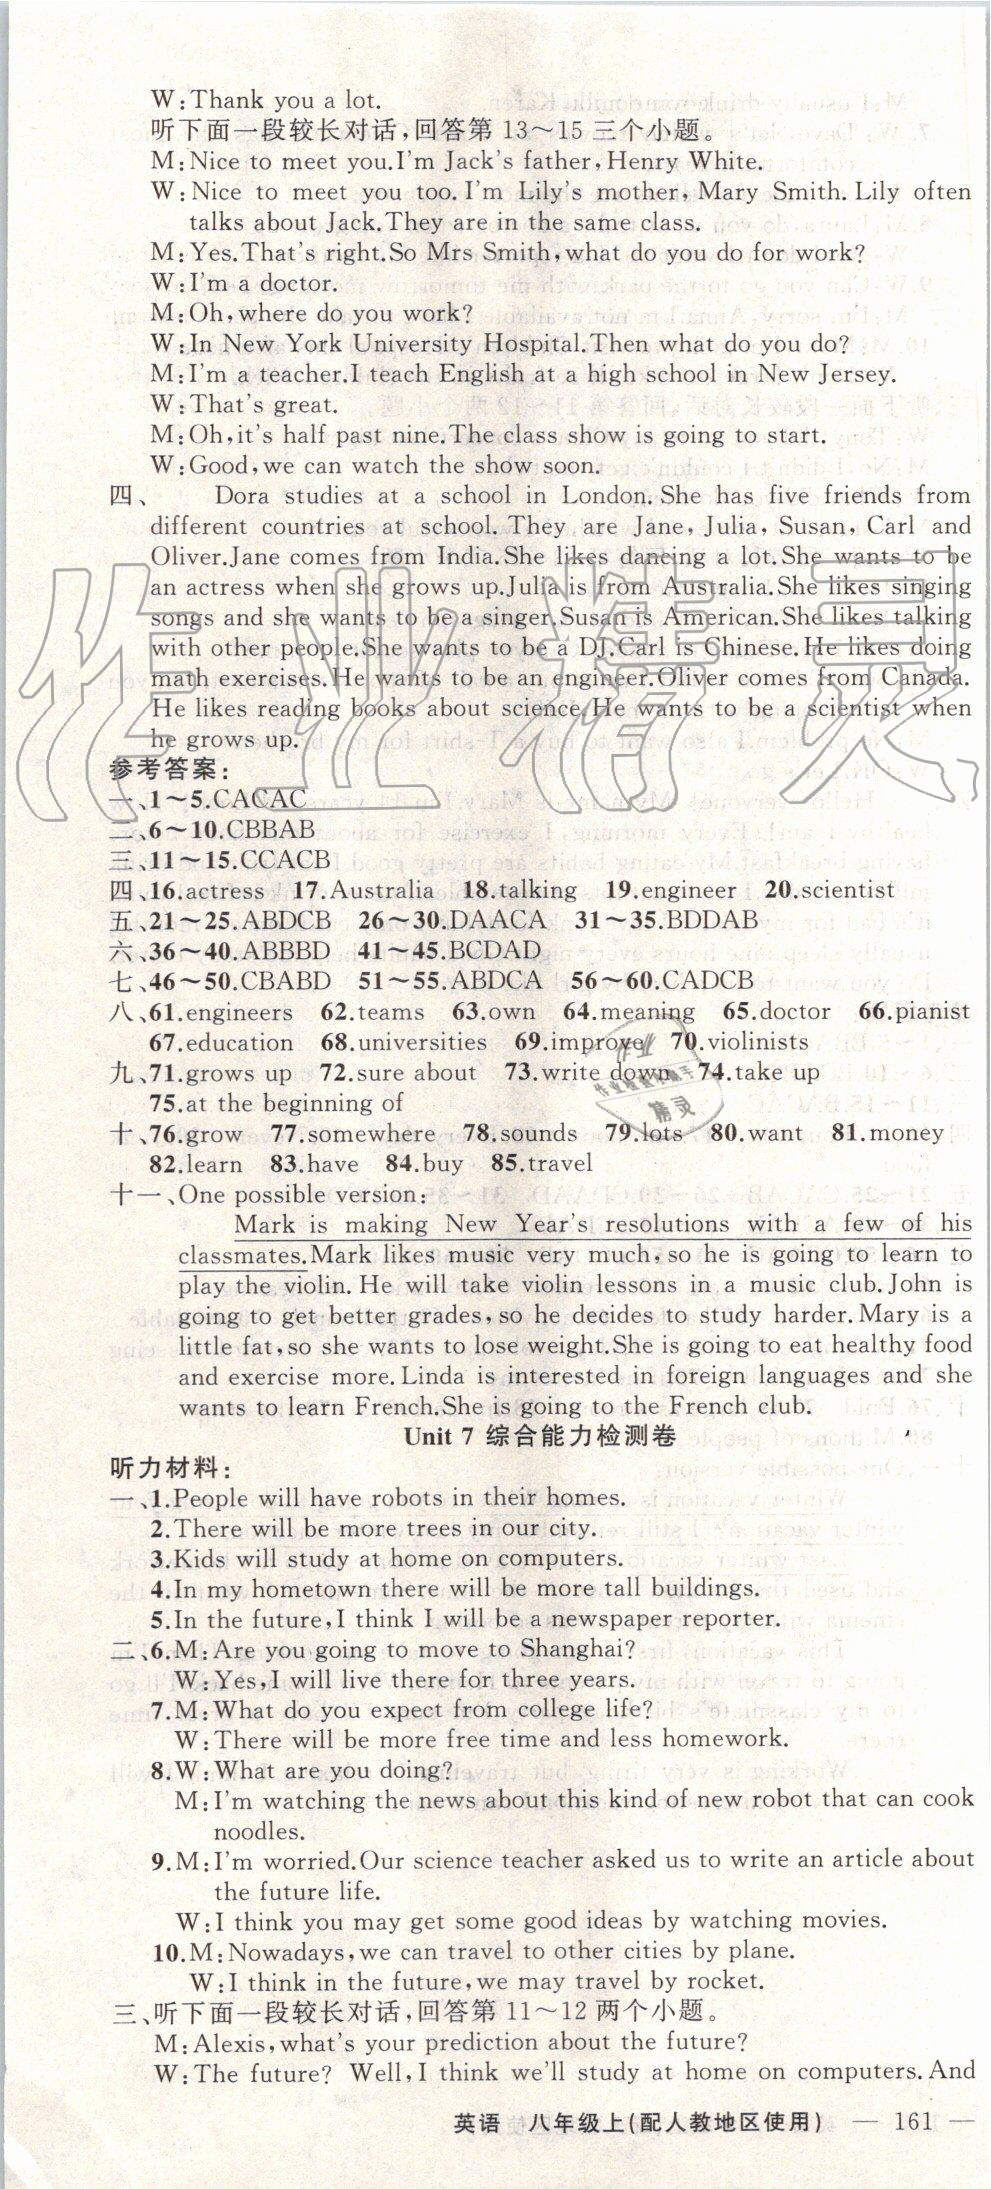 W:Thank you a lot.
听下面一段较长对话,回答第 13～15 三个小题。
M:Nice to meet you.I'm Jack's father,Henry White.
W:Nice to meet you too. I'm Lily's mother, Mary Smith. Lily often
talks about Jack.They are in the same class.
M:Yes.That's right.So Mrs Smith,what do you do for work?
W:I'm a doctor.
M:Oh,where do you work?
W:In New York University Hospital.Then what do you do?
M:I'm a teacher.I teach English at a high school in New Jersey.
W:That's great.
M:Oh,it's half past nine.The class show is going to start.
W:Good,we can watch the show soon.
四、 Dora studies at a school in London. She has five friends from
different countries at school. They are Jane, Julia, Susan, Carl and
Oliver.Jane comes from India.She likes dancing a lot.She wants to be
an actress when she grows up.Julia is from Australia.She likes singing
songs and she wants to be a singer.Susan is American.She likes talking
with other people.She wants to be a DJ.Carl is Chinese.He likes doing
math exercises.He wants to be an engineer.Oliver comes from Canada.
He likes reading books about science.He wants to be a scientist when
he grows up.
参考答案:
一、1～5.CACAC
二、6～10.CBBAB
三、11～15.CCACB
四、16.actress 17.Australia 18.talking 19.engineer 20.scientist
五、21～25.ABDCB 26～30.DAACA 31～35.BDDAB
六、36～40.ABBBD 41～45.BCDAD
七、46～50.CBABD 51～55.ABDCA 56～60.CADCB
八、61.engineers 62.teams 63.own 64.meaning 65.doctor 66.pianist
67.education 68.universities 69.improve 70.violinists
九、71.grows up 72.sure about 73.write down 74.take up
75.at the beginning of
十、76.grow 77.somewhere 78.sounds 79.lots 80.want 81.money
82.learn 83.have 84.buy 85.travel
十一、One possible version:
Mark is making New Year's resolutions with a few of his
classmates.Mark likes music very much,so he is going to learn to
play the violin. He will take violin lessons in a music club.John is
going to get better grades,so he decides to study harder.Mary is a
little fat,so she wants to lose weight.She is going to eat healthy food
and exercise more.Linda is interested in foreign languages and she
wants to learn French.She is going to the French club.
Unit 7 综合能力检测卷
听力材料:
一、1.People will have robots in their homes.
2.There will be more trees in our city.
3.Kids will study at home on computers.
4.In my hometown there will be more tall buildings.
5.In the future,I think I will be a newspaper reporter.
二、6.M:Are you going to move to Shanghai?
W:Yes,I will live there for three years.
7.M:What do you expect from college life?
W:There will be more free time and less homework.
8.W:What are you doing?
M:I'm watching the news about this kind of new robot that can cook
noodles.
9.M:I'm worried.Our science teacher asked us to write an article about
the future life.
W:I think you may get some good ideas by watching movies.
10.M:Nowadays,we can travel to other cities by plane.
W:I think in the future,we may travel by rocket.
三、听下面一段较长对话,回答第 11～12 两个小题。
M:Alexis,what's your prediction about the future?
W:The future? Well,I think we'll study at home on computers.And
英语 八年级上(配人教地区使用) — 161 —
作业精灵